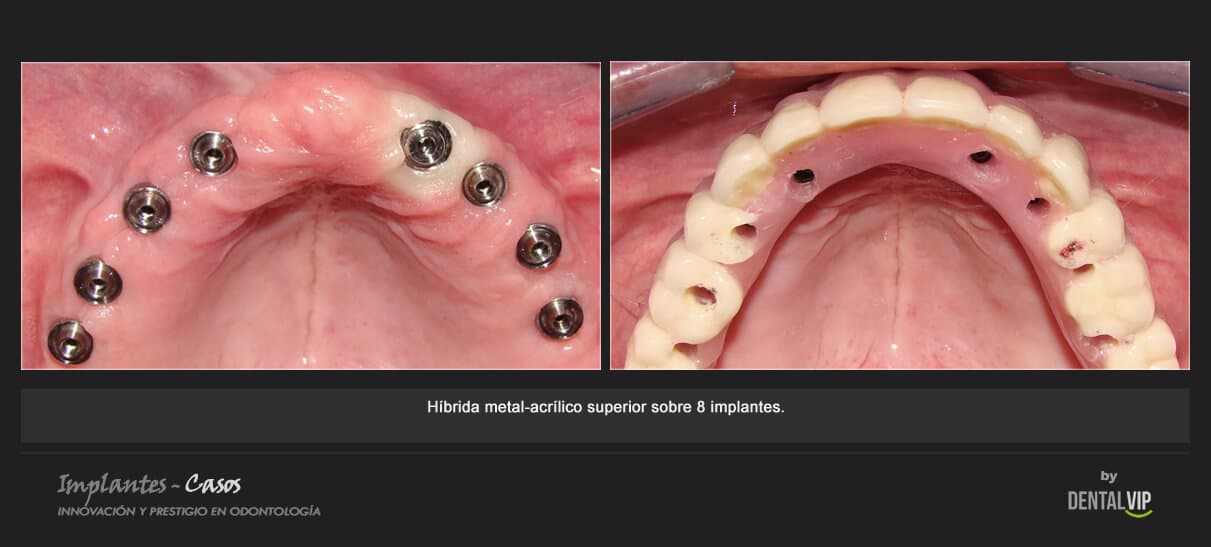 Híbrida metal-acrílico superior sobre 8 implantes.
Implantes - Casos
INNOVACIÓN Y PRESTIGIO EN ODONTOLOGÍA
by
DENTALVIP